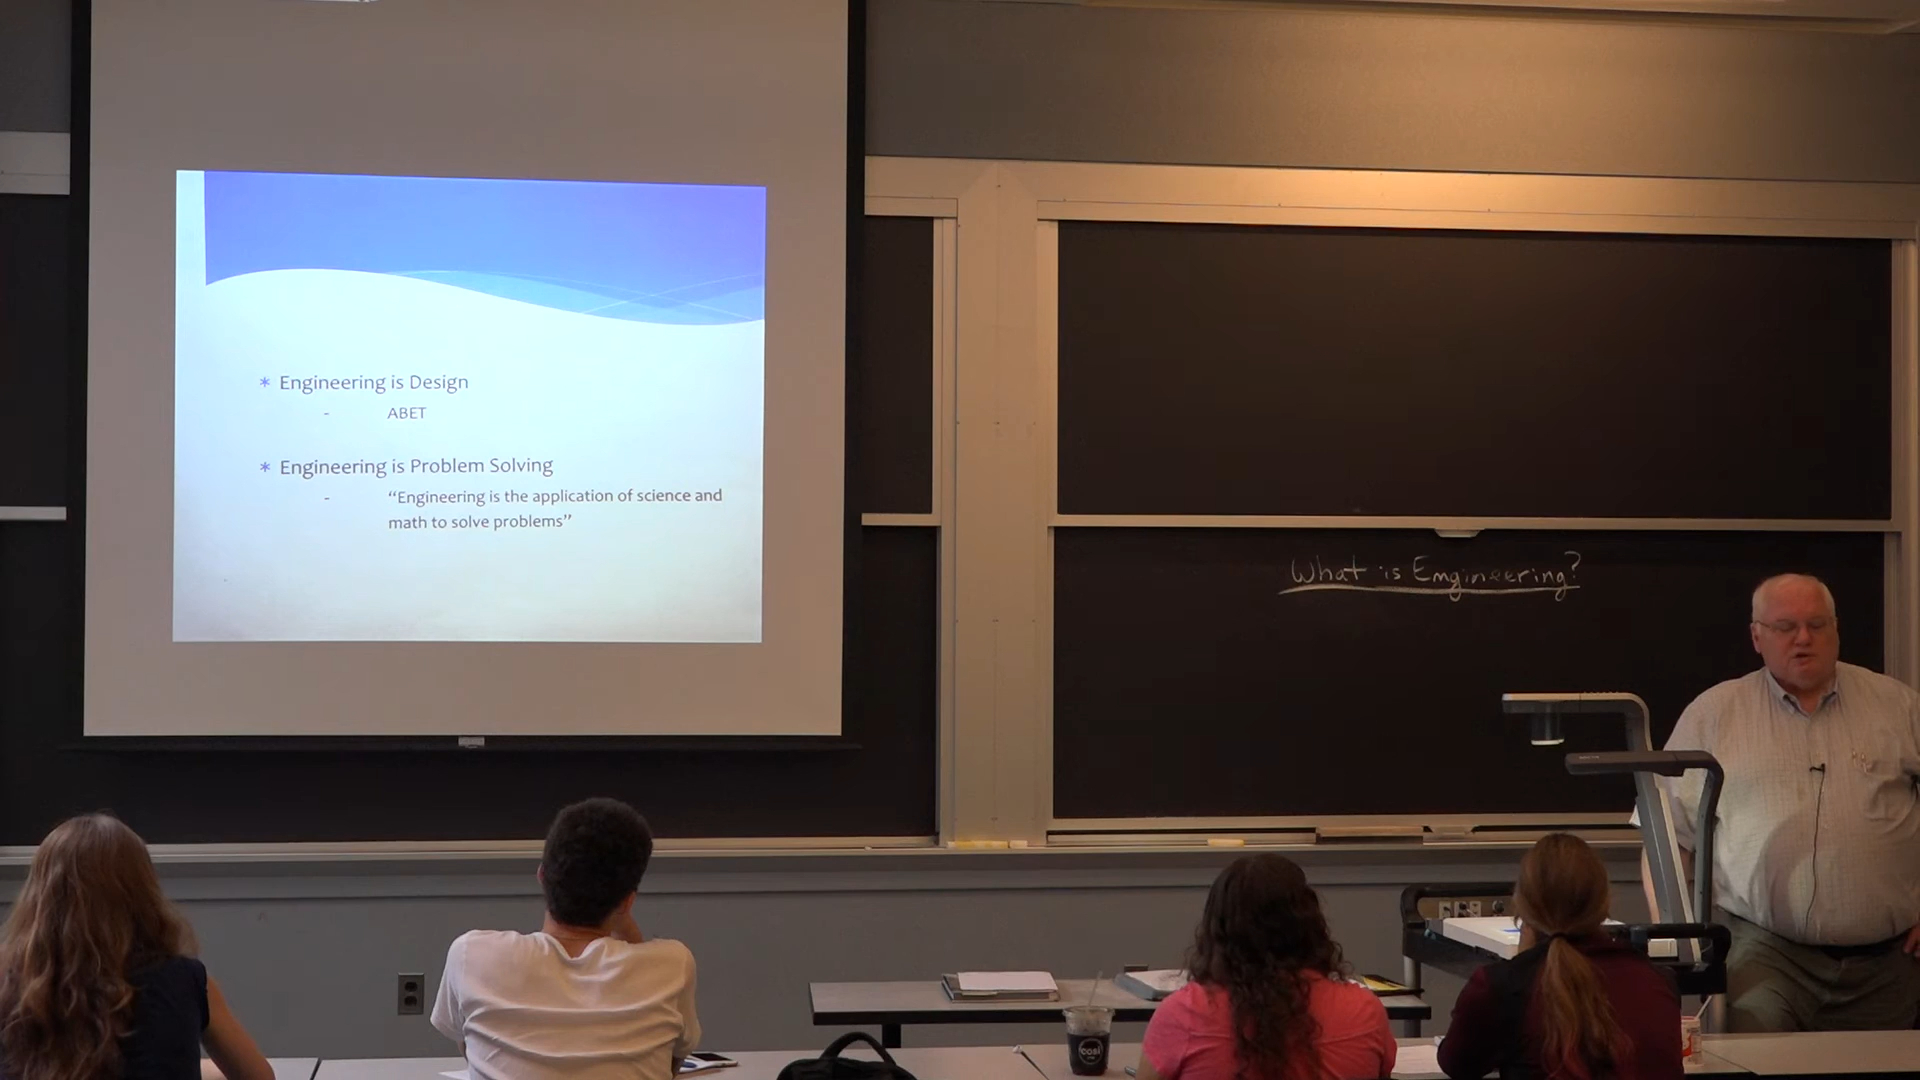 * Engineering is Design
- ABET
* Engineering is Problem Solving
- “Engineering is the application of science and
math to solve problems”
What is Engineering?
cosi